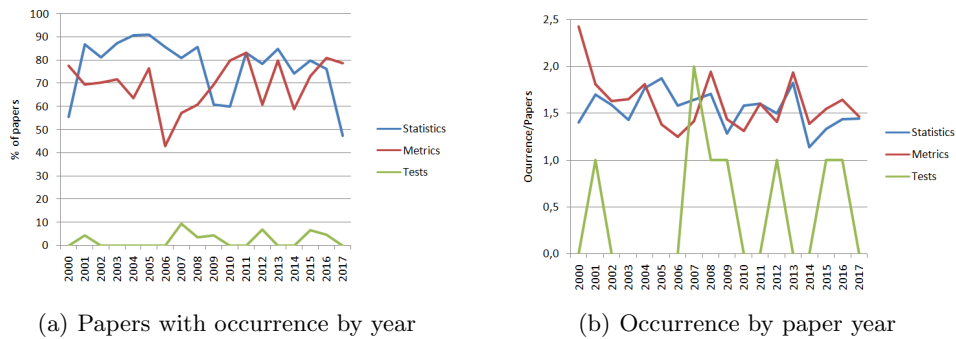 % of papers
100
90
80
70
60
50
40
30
20
10
0
2000 2001 2002 2003 2004 2005 2006 2007 2008 2009 2010 2011 2012 2013 2014 2015 2016 2017
Statistics
Metrics
Tests
(a) Papers with occurrence by year
Ocurrence/Papers
2,5
2,0
1,5
1,0
0,5
0,0
2000 2001 2002 2003 2004 2005 2006 2007 2008 2009 2010 2011 2012 2013 2014 2015 2016 2017
Statistics
Metrics
Tests
(b) Occurrence by paper year